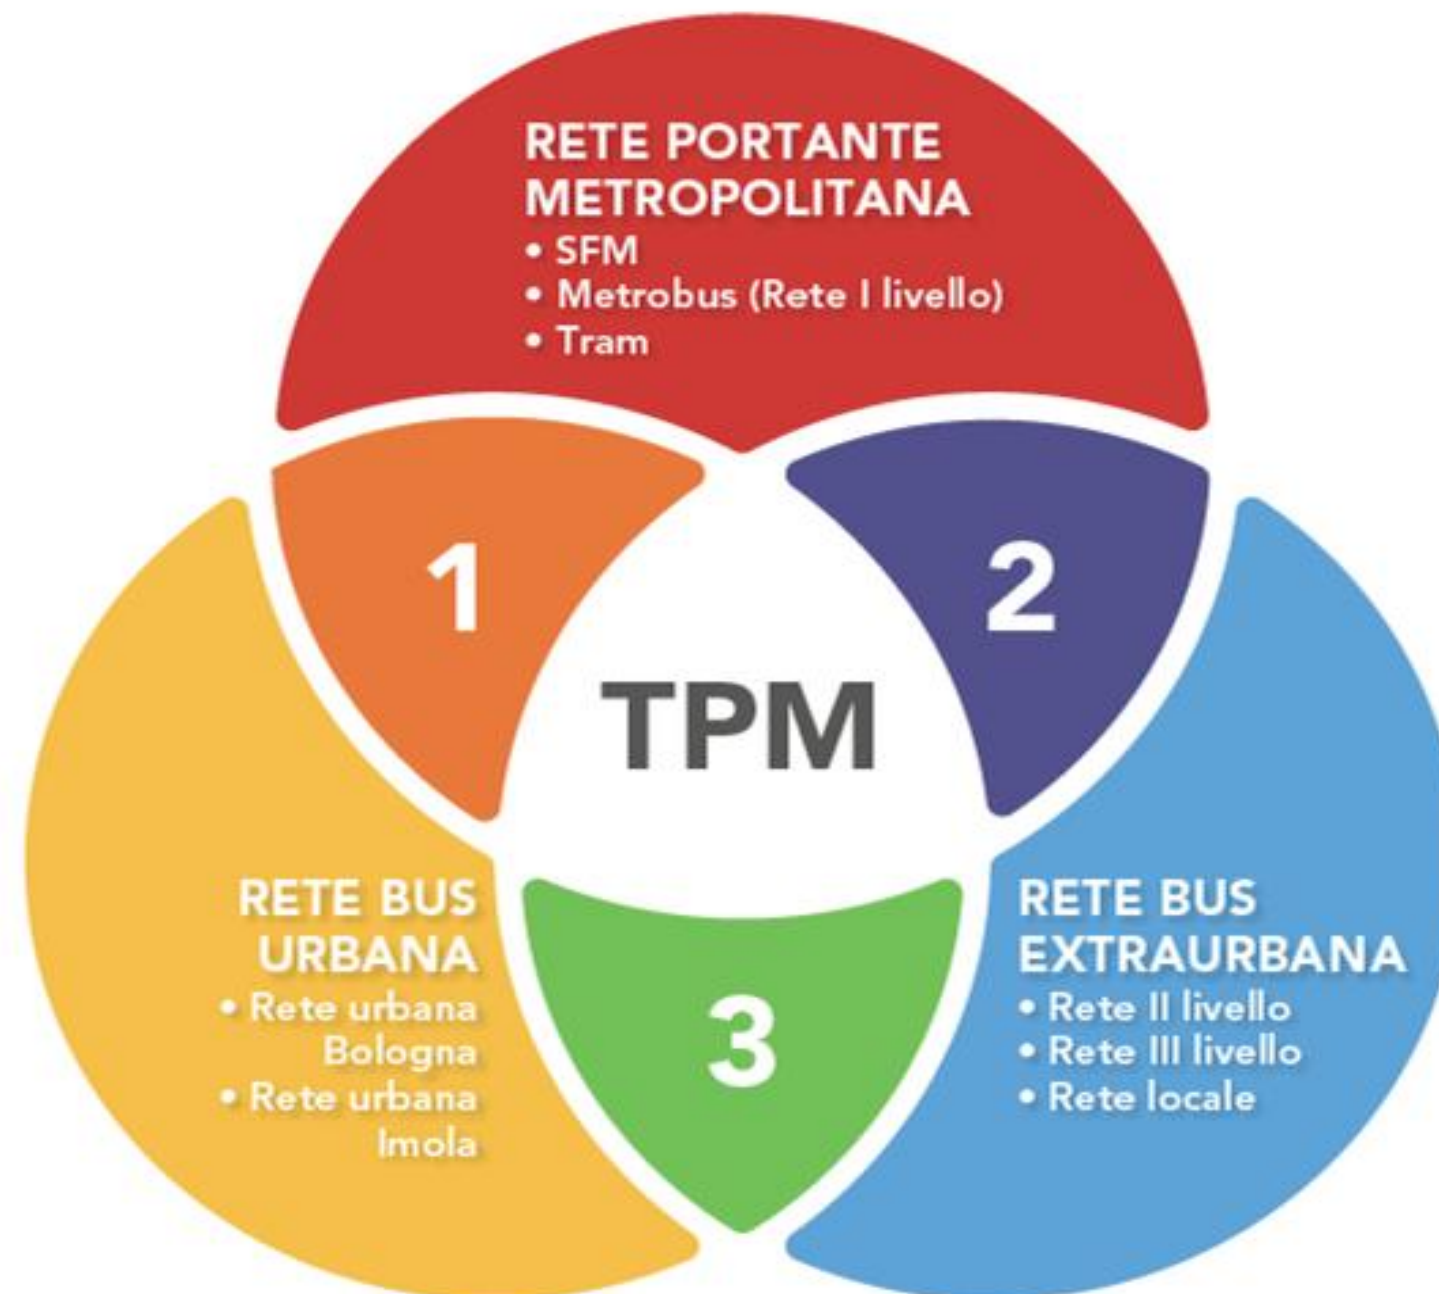 RETE PORTANTE
METROPOLITANA
• SFM
• Metrobus (Rete I livello)
• Tram
1
2
TPM
RETE BUS
URBANA
• Rete urbana
Bologna
• Rete urbana
Imola
3
RETE BUS
EXTRAURBANA
• Rete II livello
• Rete III livello
• Rete locale